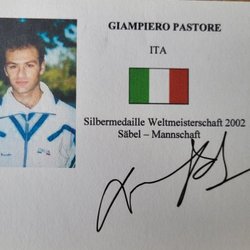 GIAMPIERO PASTORE
ITA
Silbermedaille Weltmeisterschaft 2002
Säbel – Mannschaft